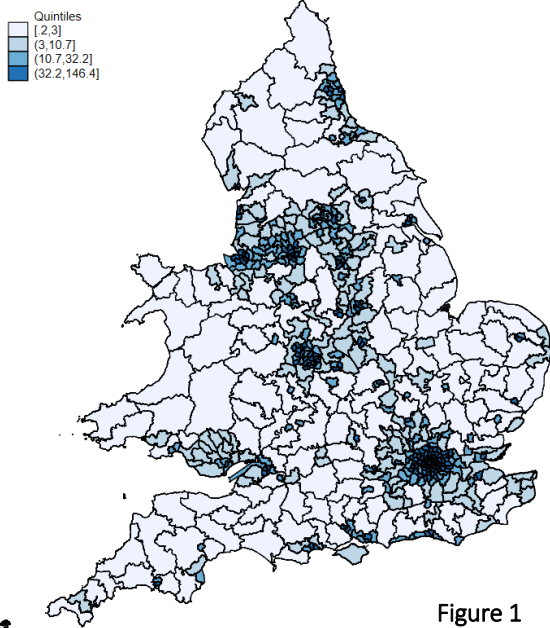 Quintiles
[.2,3]
(3,10.7]
(10.7,32.2]
(32.2,146.4]
Figure 1